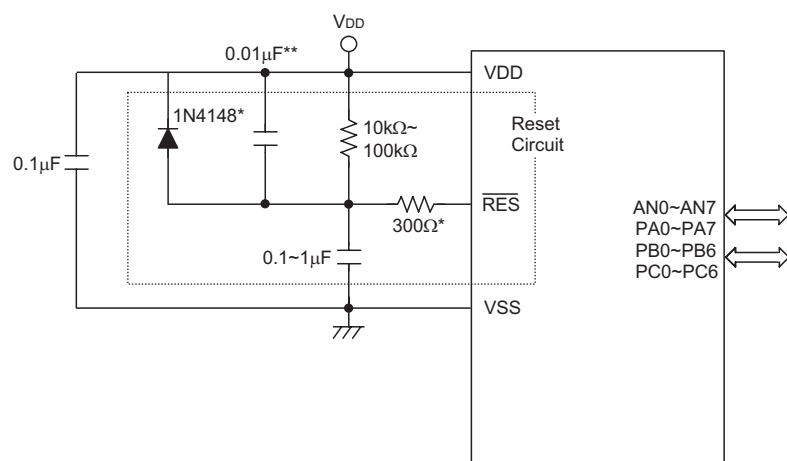 VDD
0.01μF**
VDD
1N4148*
10kΩ~
100kΩ
Reset
Circuit
0.1μF
300Ω*
RES
AN0~AN7
PA0~PA7
PB0~PB6
PC0~PC6
0.1~1μF
VSS